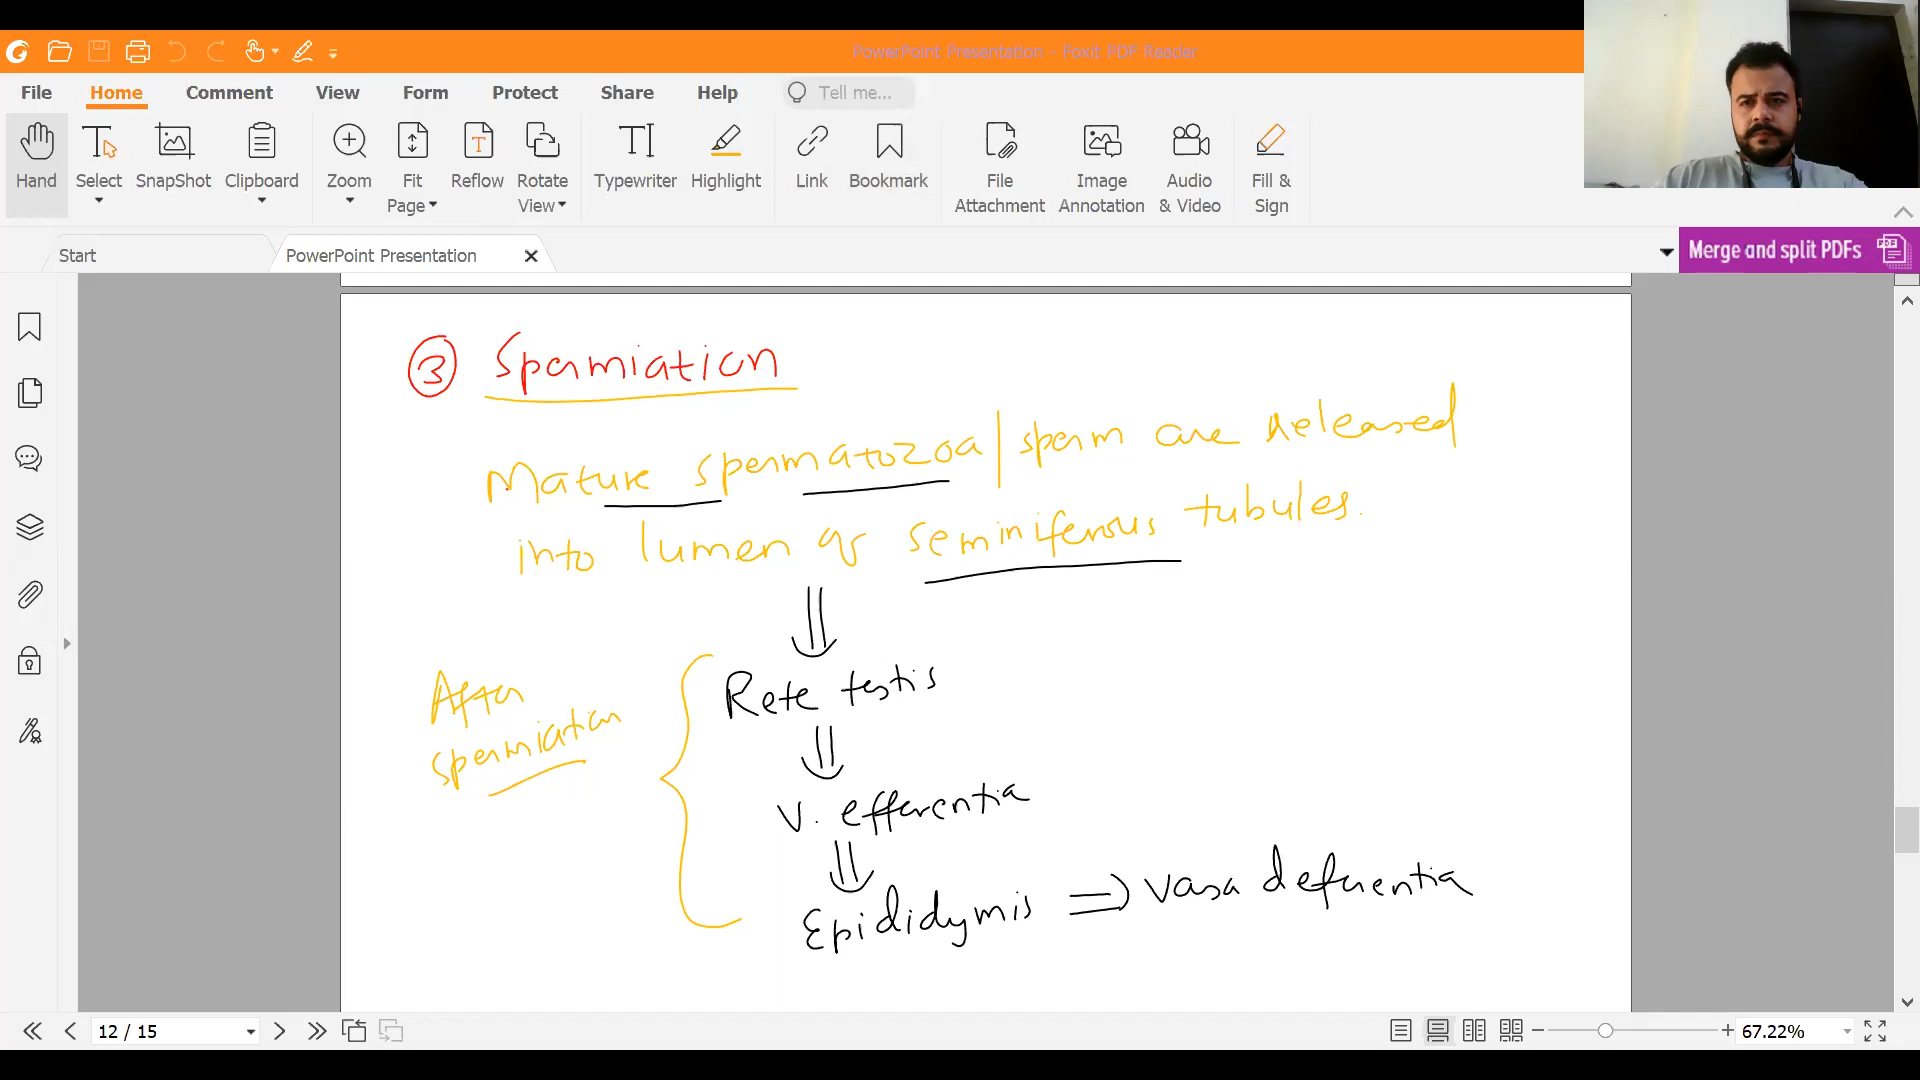 PowerPoint Presentation - Foxit PDF Reader
File Home Comment View Form Protect Share Help Tell me...
Hand Select SnapShot Clipboard Zoom Fit Page Reflow Rotate View Typewriter Highlight Link Bookmark File Attachment Image Annotation Audio & Video Fill & Sign
Start PowerPoint Presentation Merge and split PDFs
3 Spermiation
Mature spermatozoa | sperm are released
into lumen of seminiferous tubules.
Rete testis
After
spermiation
V. efferentia
Epididymis ⇒ Vasa deferentia
12 / 15 67.22%